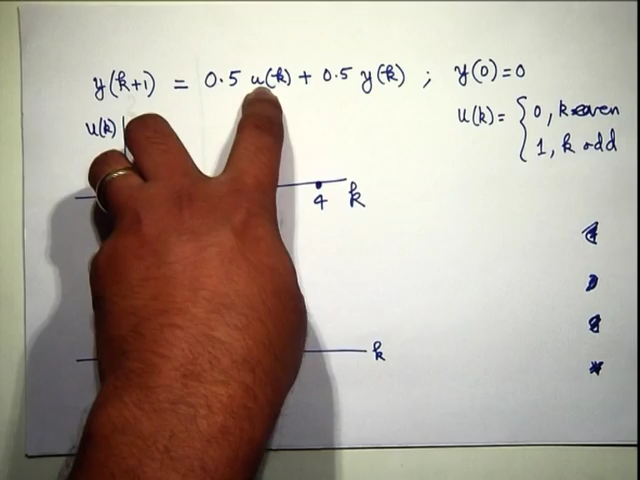 y(k+1) = 0.5 u(k) + 0.5 y(k) ; y(0)=0
u(k) = { 0, k even
1, k odd
u(k)
4 k
k